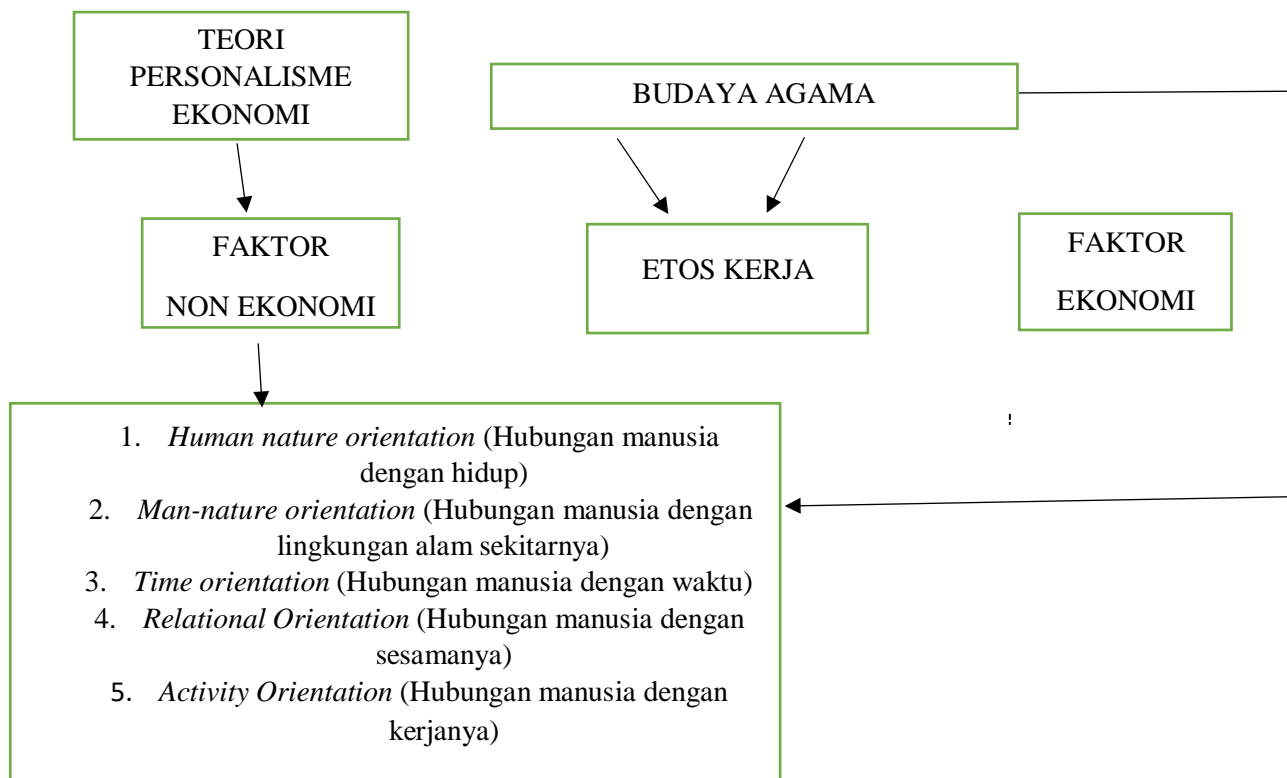 TEORI
PERSONALISME
EKONOMI
BUDAYA AGAMA
FAKTOR
NON EKONOMI
ETOS KERJA
FAKTOR
EKONOMI
1. Human nature orientation (Hubungan manusia
dengan hidup)
2. Man-nature orientation (Hubungan manusia dengan
lingkungan alam sekitarnya)
3. Time orientation (Hubungan manusia dengan waktu)
4. Relational Orientation (Hubungan manusia dengan
sesamanya)
5. Activity Orientation (Hubungan manusia dengan
kerjanya)